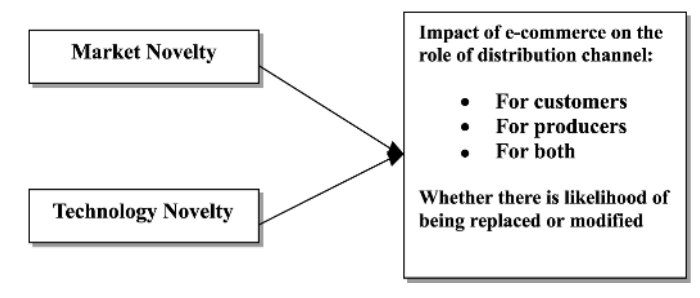 Market Novelty
Technology Novelty
Impact of e-commerce on the
role of distribution channel:
• For customers
• For producers
• For both
Whether there is likelihood of
being replaced or modified